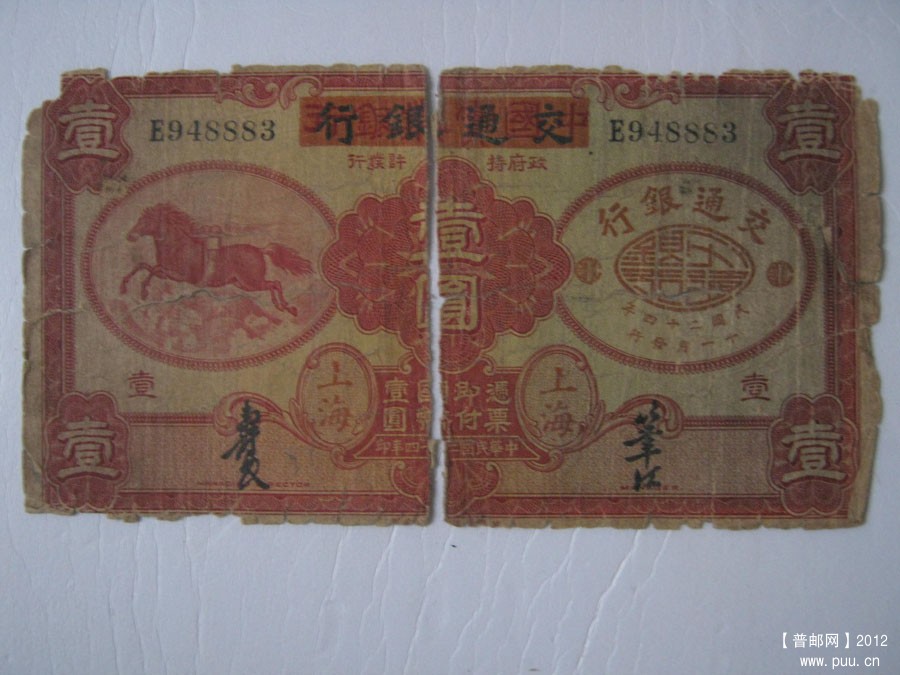 壹
壹
E948883
交通銀行
E948883
政府特許
行
交通銀行
民國二十四年
十一月發行
壹圓
壹
壹
上海
上海
憑票即付國幣壹圓
中華民國二十四年印
壹
壹
【普邮网】2012
www.puu.cn